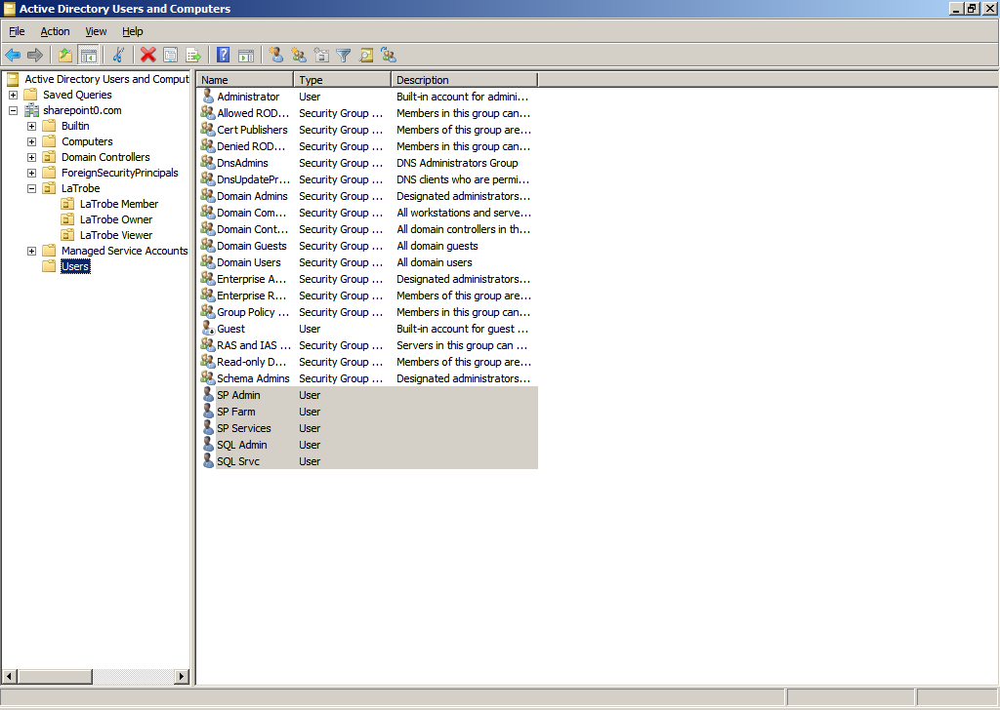 Active Directory Users and Computers
File Action View Help
Active Directory Users and Comput
Saved Queries
sharepoint0.com
Builtin
Computers
Domain Controllers
ForeignSecurityPrincipals
LaTrobe
LaTrobe Member
LaTrobe Owner
LaTrobe Viewer
Managed Service Accounts
Users
Name Type Description
Administrator User Built-in account for admini...
Allowed ROD... Security Group ... Members in this group can...
Cert Publishers Security Group ... Members of this group are...
Denied ROD... Security Group ... Members in this group can...
DnsAdmins Security Group ... DNS Administrators Group
DnsUpdatePr... Security Group ... DNS clients who are permi...
Domain Admins Security Group ... Designated administrators...
Domain Com... Security Group ... All workstations and serve...
Domain Cont... Security Group ... All domain controllers in th...
Domain Guests Security Group ... All domain guests
Domain Users Security Group ... All domain users
Enterprise A... Security Group ... Designated administrators...
Enterprise R... Security Group ... Members of this group are...
Group Policy ... Security Group ... Members in this group can...
Guest User Built-in account for guest ...
RAS and IAS ... Security Group ... Servers in this group can ...
Read-only D... Security Group ... Members of this group are...
Schema Admins Security Group ... Designated administrators...
SP Admin User
SP Farm User
SP Services User
SQL Admin User
SQL Srvc User